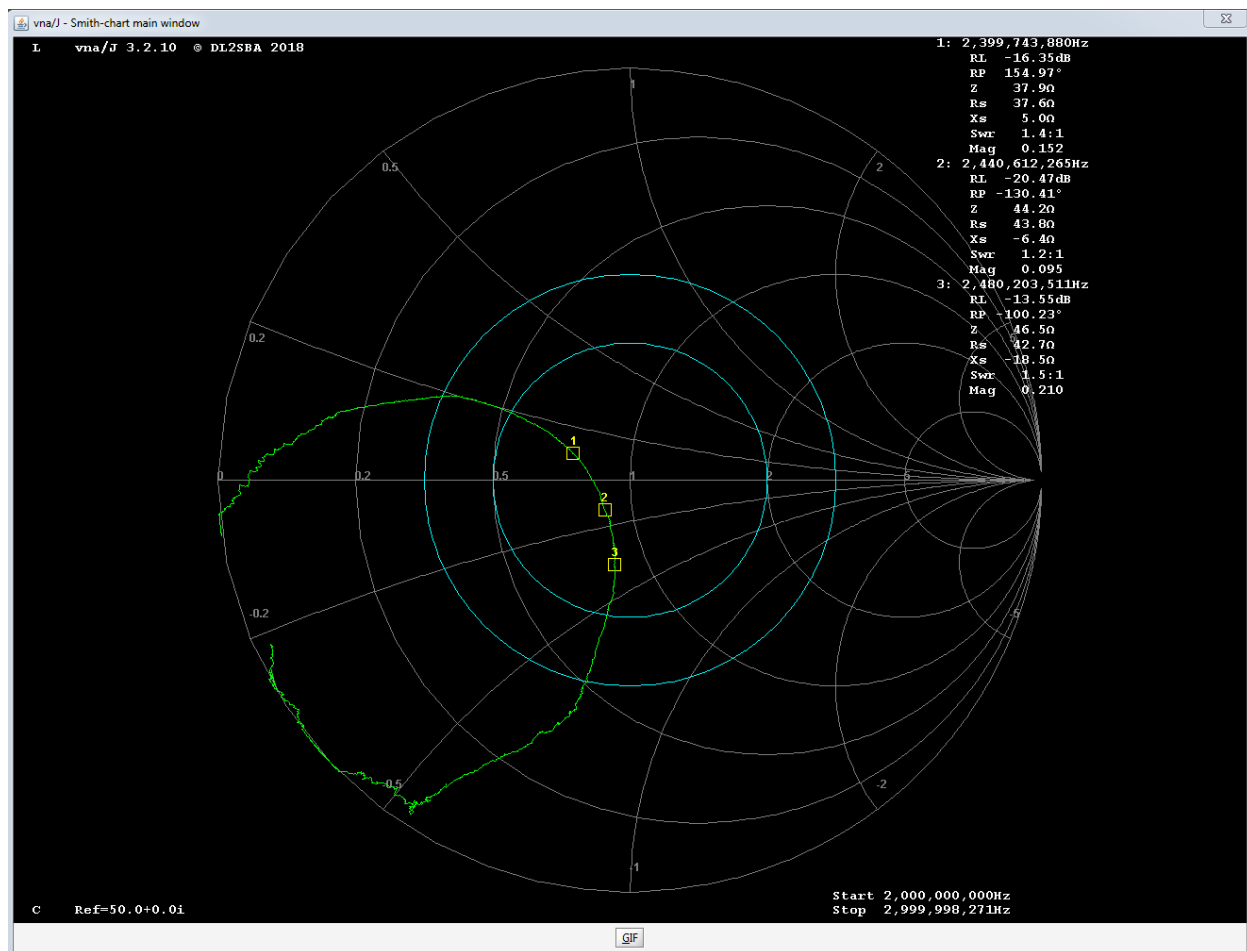 vna/J - Smith-chart main window
L vna/J 3.2.10 © DL2SBA 2018
1: 2,399,743,880Hz
RL -16.35dB
RP 154.97°
Z 37.9Ω
Rs 37.6Ω
Xs 5.0Ω
Swr 1.4:1
Mag 0.152
2: 2,440,612,265Hz
RL -20.47dB
RP -130.41°
Z 44.2Ω
Rs 43.8Ω
Xs -6.4Ω
Swr 1.2:1
Mag 0.095
3: 2,480,203,511Hz
RL -13.55dB
RP -100.23°
Z 46.5Ω
Rs 42.7Ω
Xs -18.5Ω
Swr 1.5:1
Mag 0.210
1
0.5
2
0.2
5
1
0
0.2
0.5
1
2
5
2
3
-0.2
-5
-0.5
-2
-1
Start 2,000,000,000Hz
C Ref=50.0+0.0i
Stop 2,999,998,271Hz
GIF